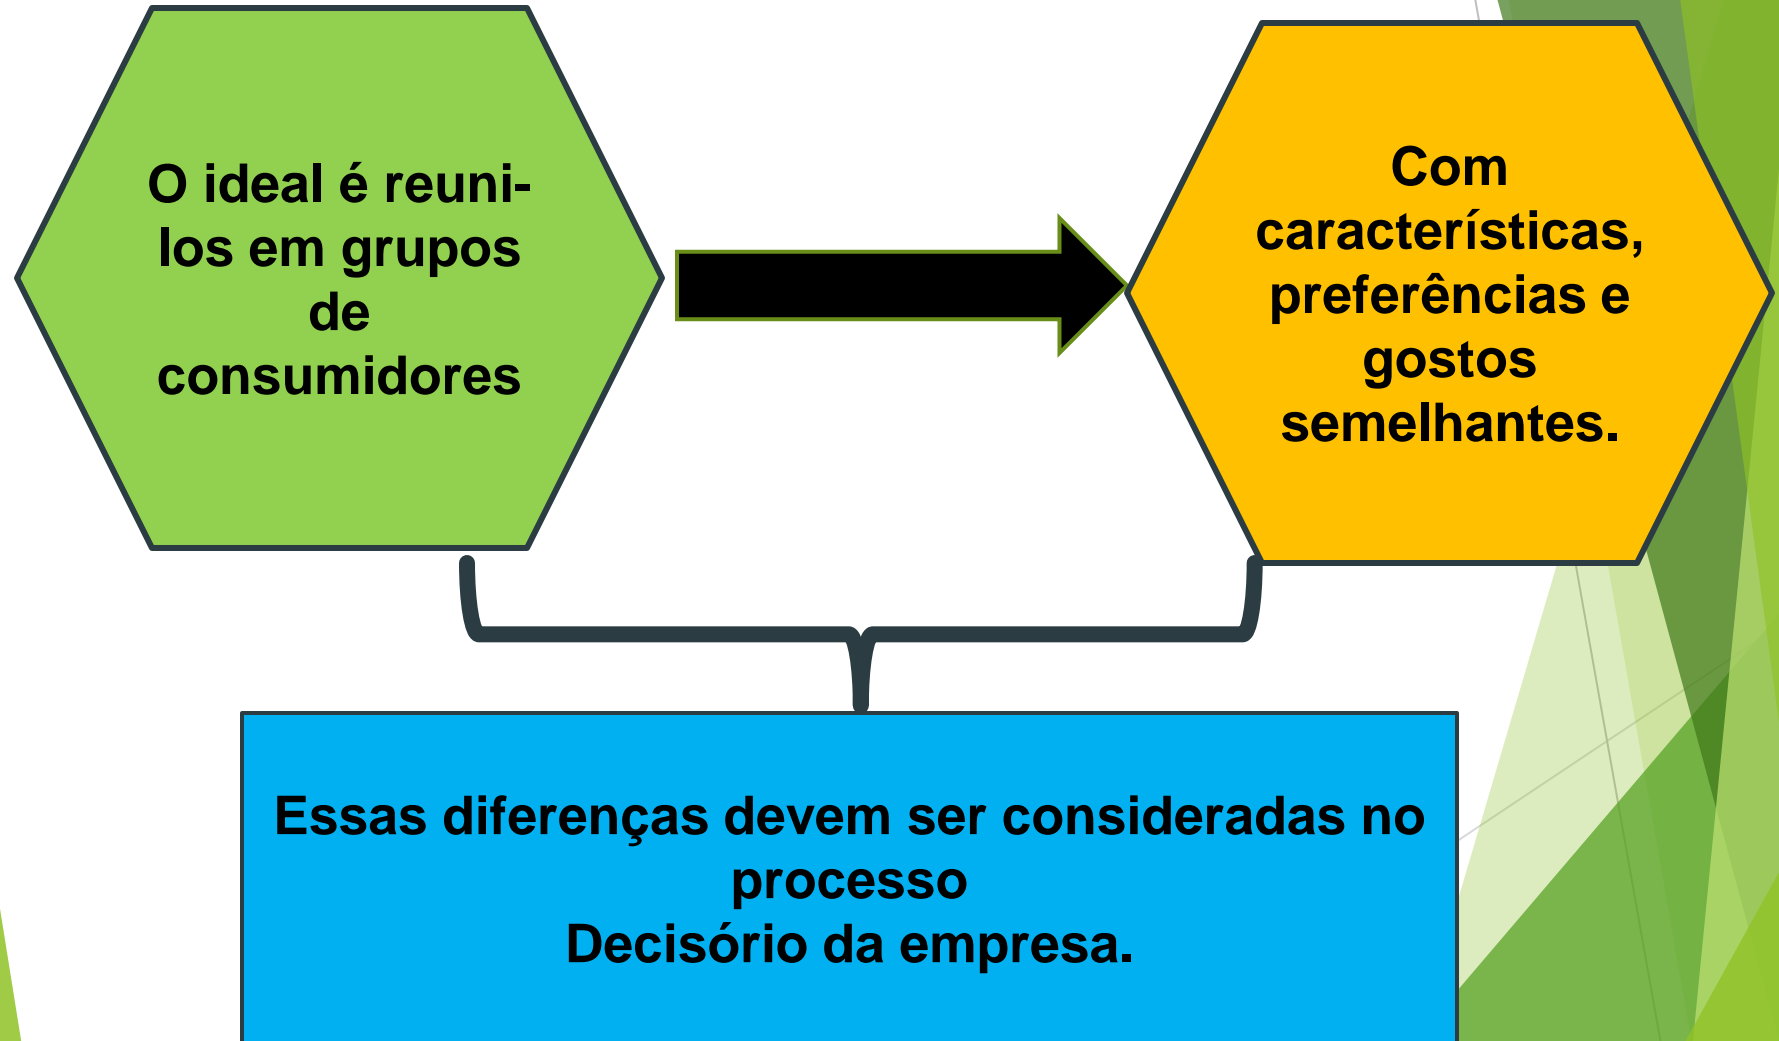 O ideal é reuni-
los em grupos
de
consumidores
Com
características,
preferências e
gostos
semelhantes.
Essas diferenças devem ser consideradas no
processo
Decisório da empresa.